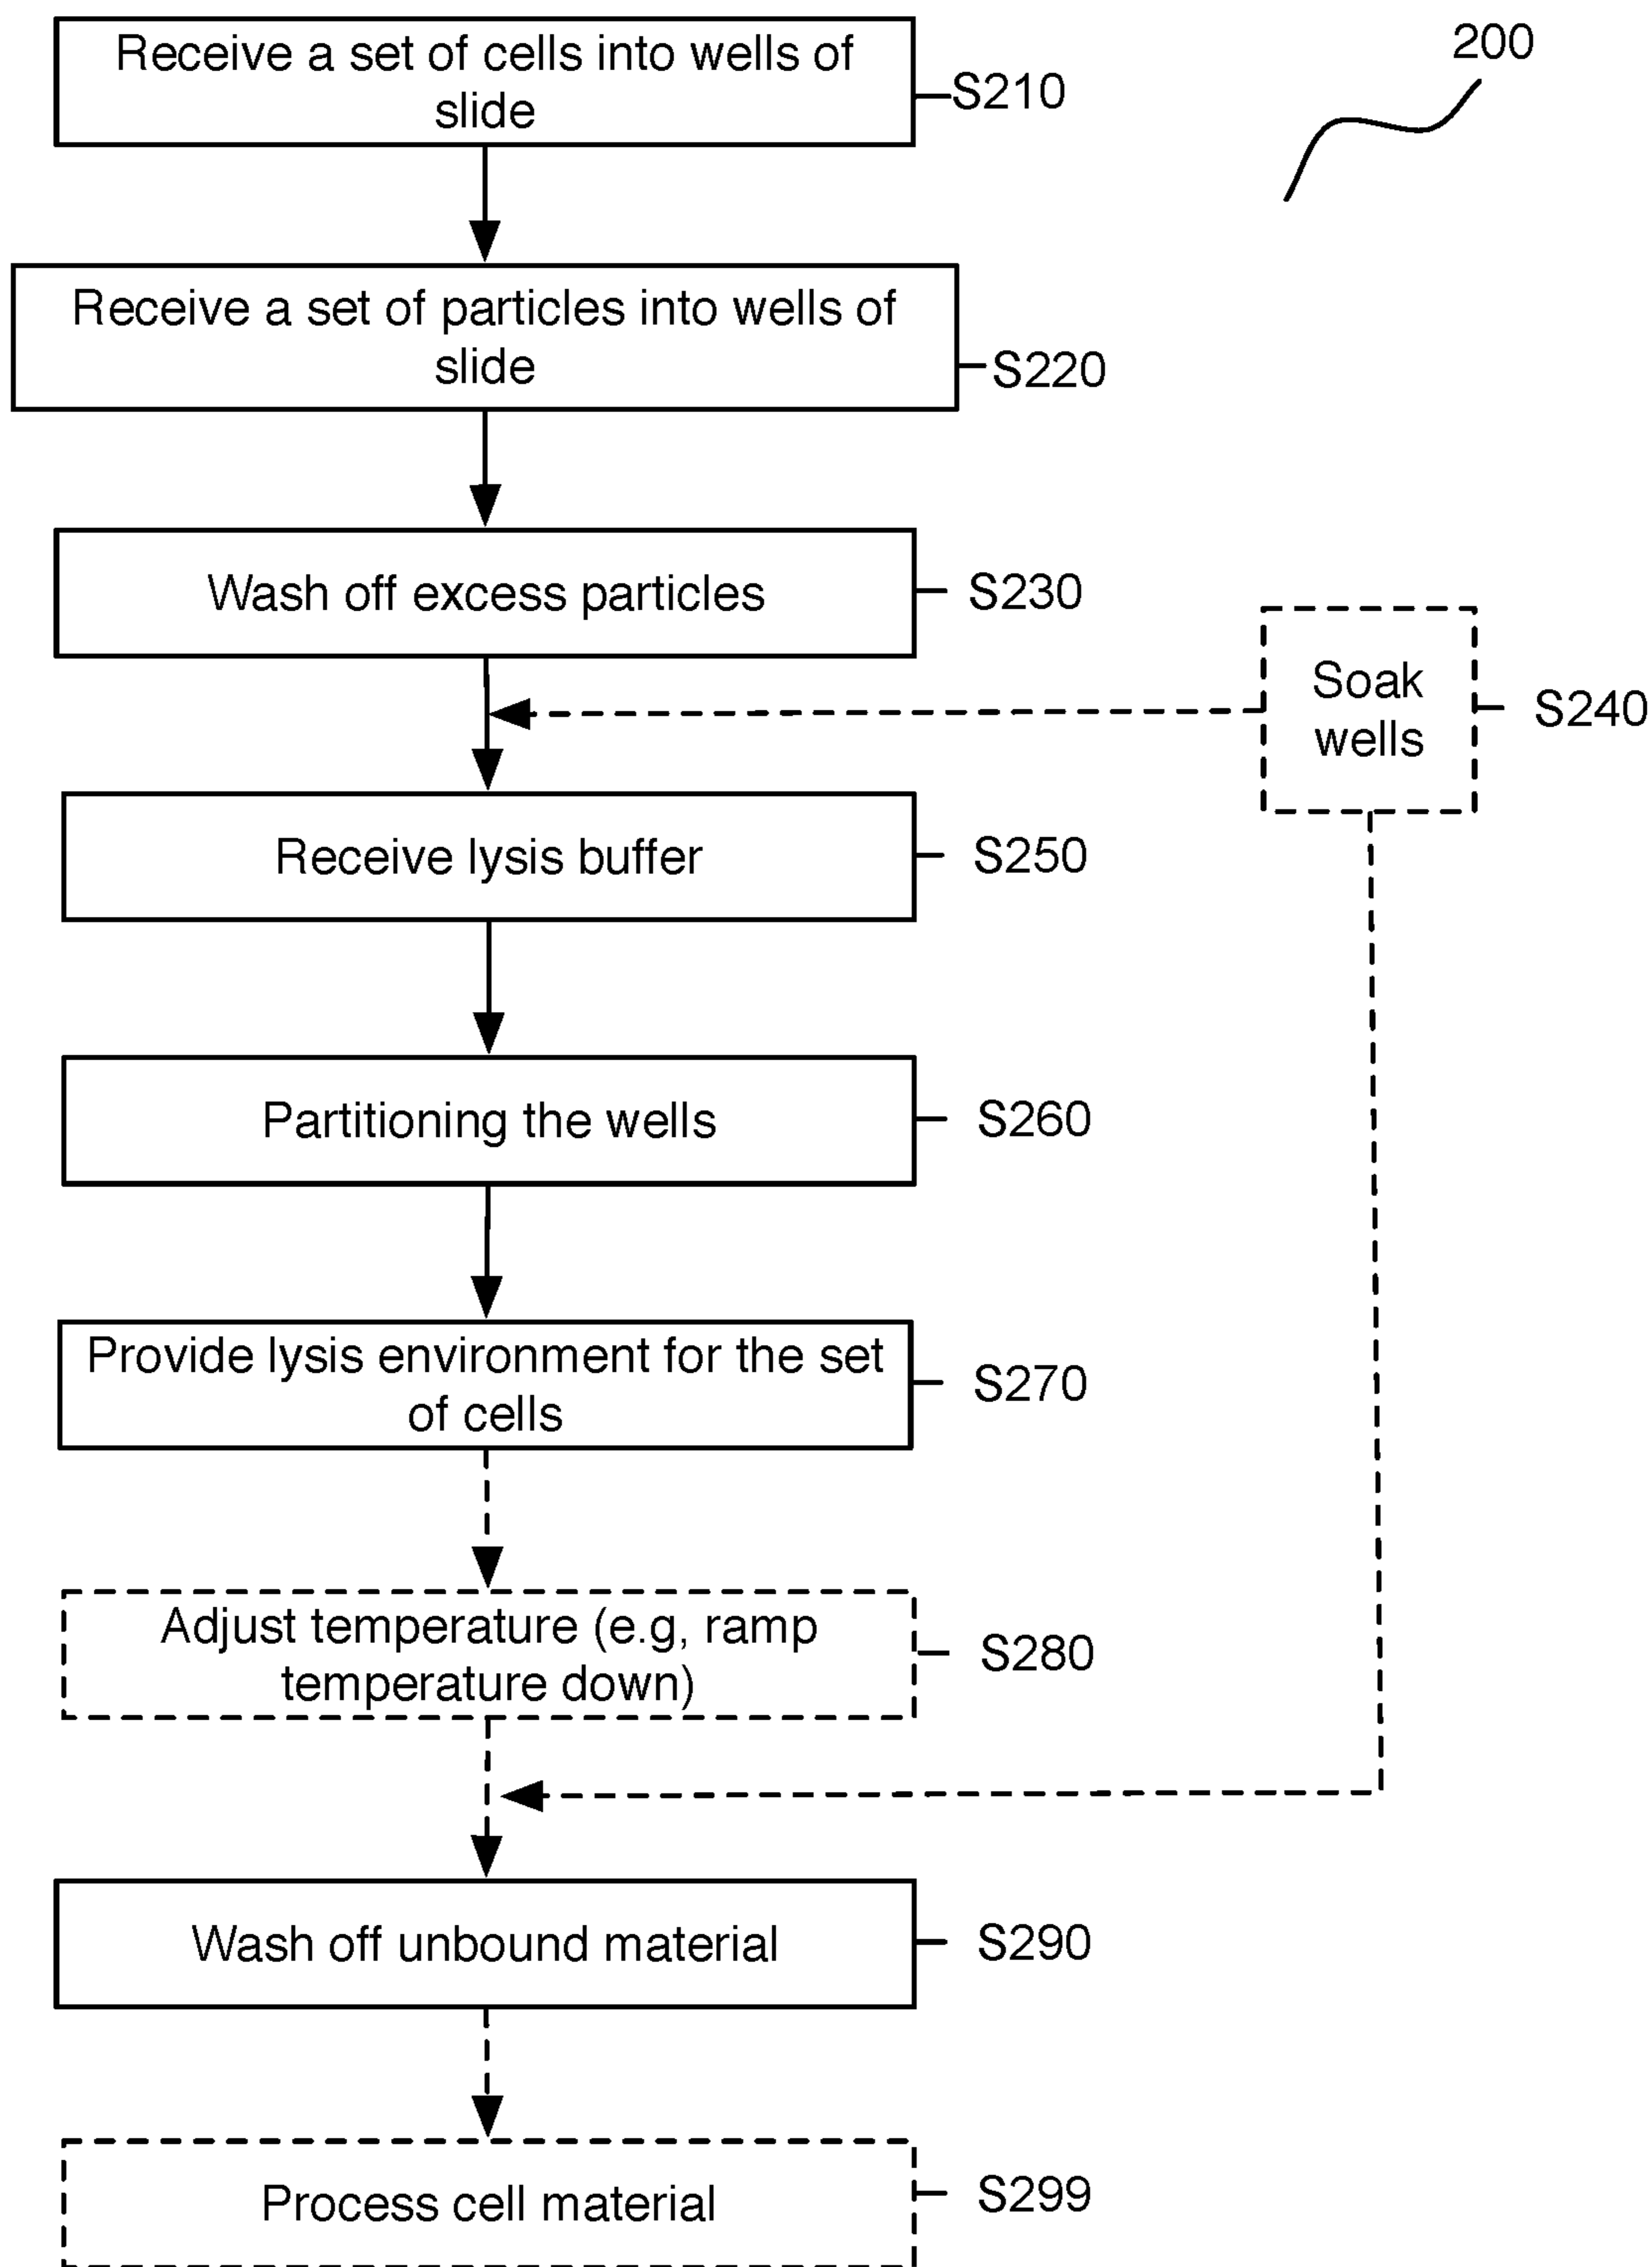 200
Receive a set of cells into wells of
slide
S210
Receive a set of particles into wells of
slide
S220
Wash off excess particles
S230
Soak
wells
S240
Receive lysis buffer
S250
Partitioning the wells
S260
Provide lysis environment for the set
of cells
S270
Adjust temperature (e.g, ramp
temperature down)
S280
Wash off unbound material
S290
Process cell material
S299